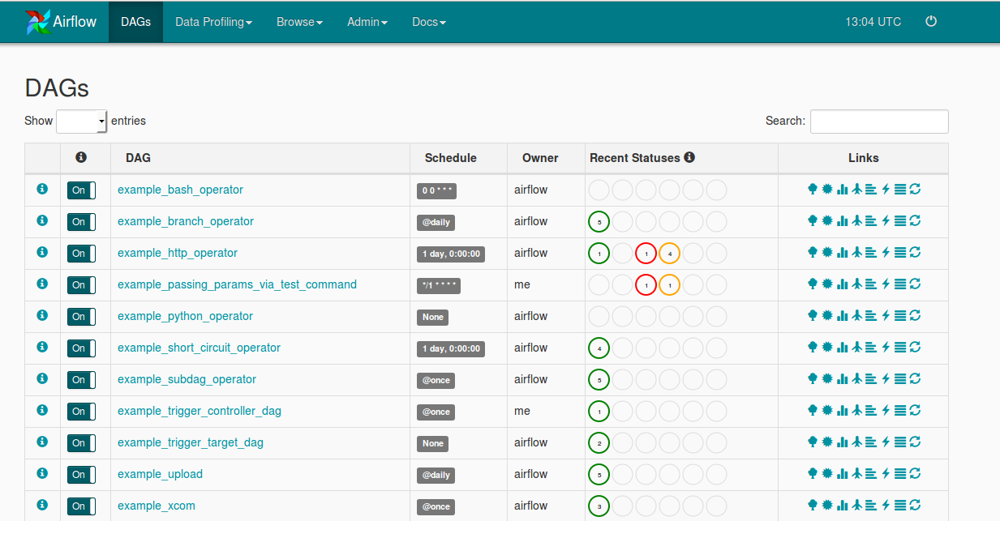 Airflow DAGs Data Profiling Browse Admin Docs 13:04 UTC
DAGs
Show entries Search:
DAG Schedule Owner Recent Statuses Links
On example_bash_operator 0 0 * * * airflow
On example_branch_operator @daily airflow 5
On example_http_operator 1 day, 0:00:00 airflow 1 1 4
On example_passing_params_via_test_command */1 * * * * me 1 1
On example_python_operator None airflow
On example_short_circuit_operator 1 day, 0:00:00 airflow 4
On example_subdag_operator @once airflow 5
On example_trigger_controller_dag @once me 1
On example_trigger_target_dag None airflow 2
On example_upload @daily airflow 5
On example_xcom @once airflow 3